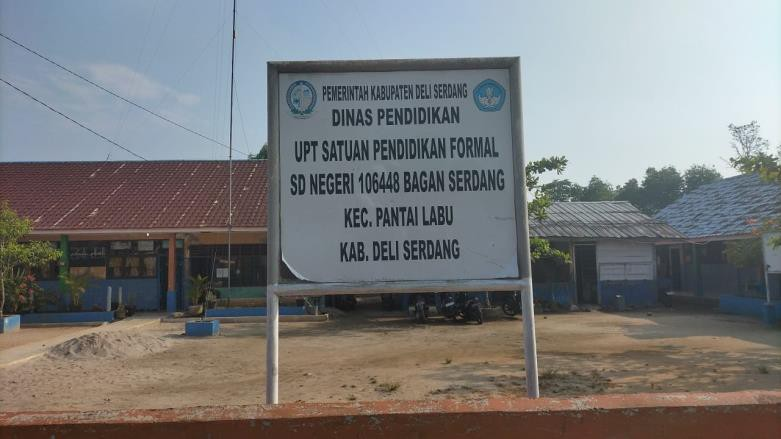 PEMERINTAH KABUPATEN DELI SERDANG
DINAS PENDIDIKAN
UPT SATUAN PENDIDIKAN FORMAL
SD NEGERI 106448 BAGAN SERDANG
KEC. PANTAI LABU
KAB. DELI SERDANG